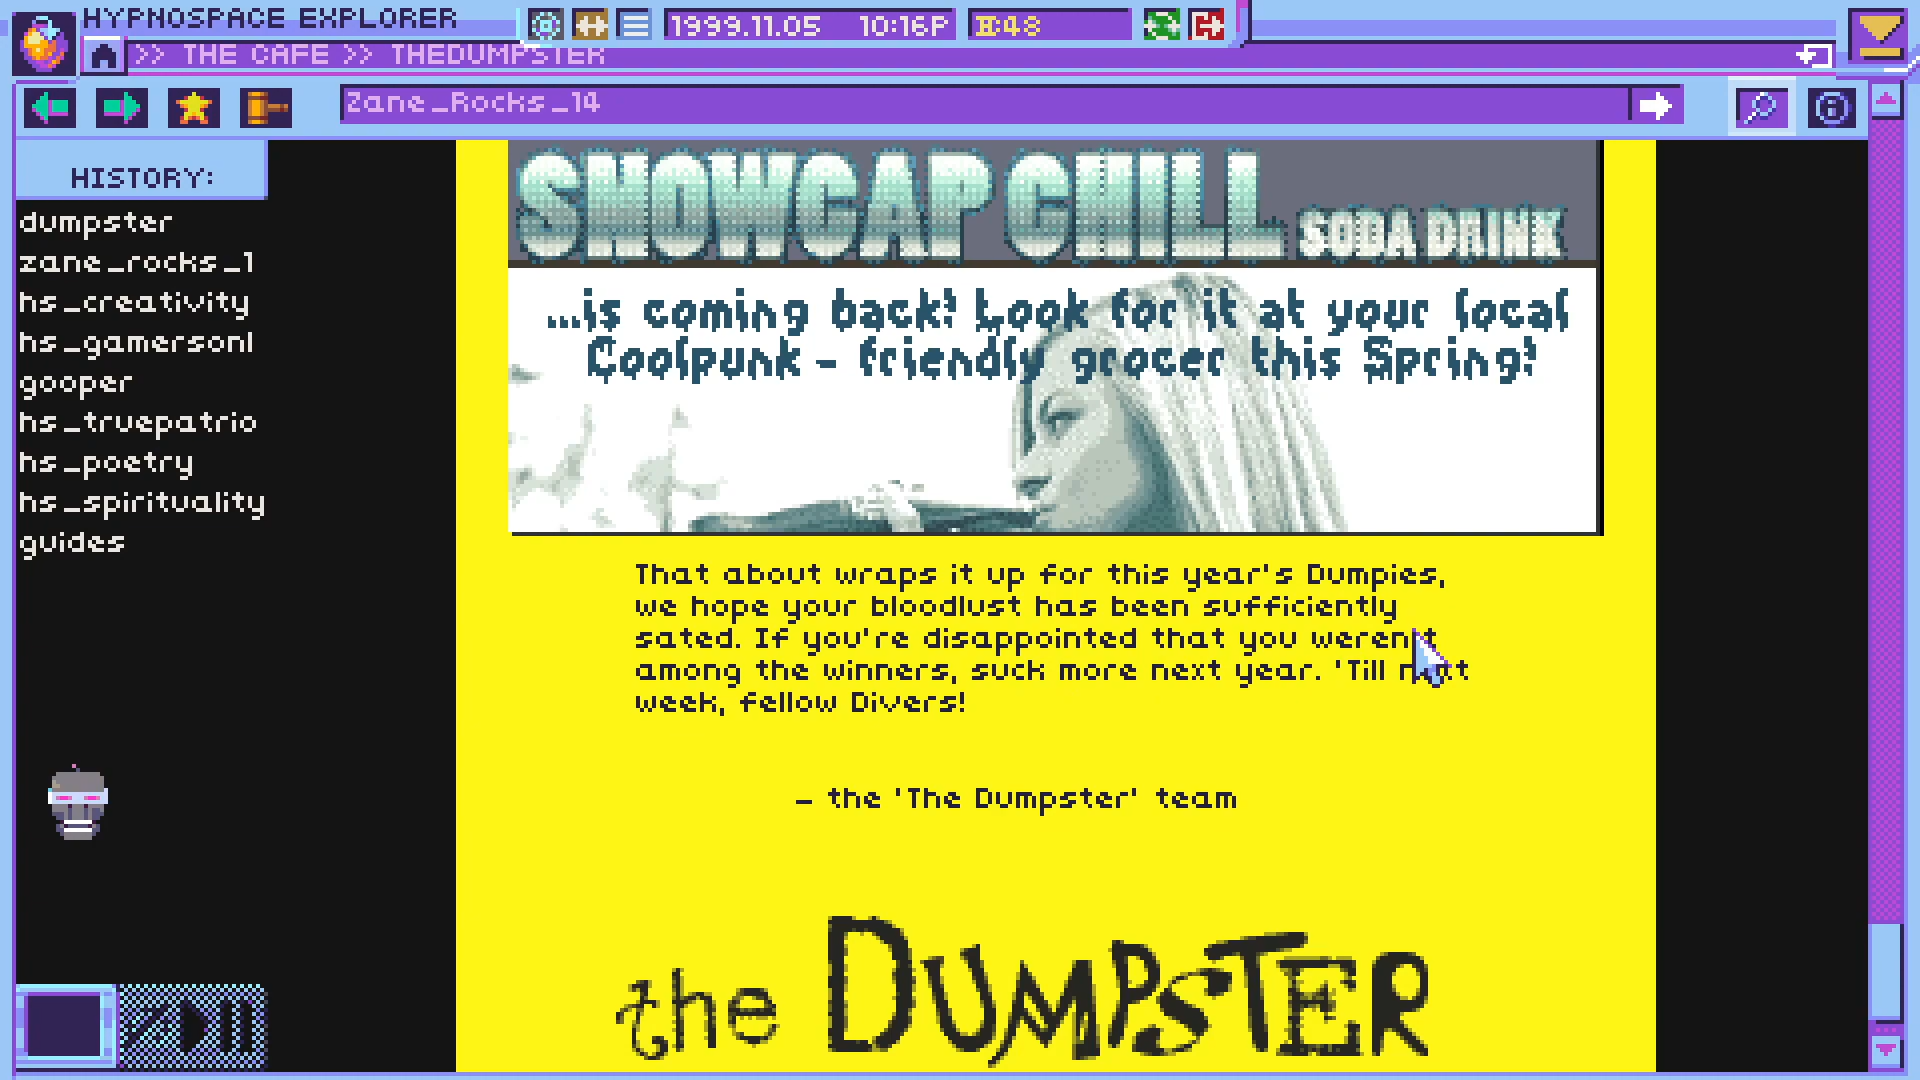 HYPNOSPACE EXPLORER
1999.11.05 10:16P
:48
>> THE CAFE >> THEDUMPSTER
Zane_Rocks_14
HISTORY:
dumpster
zane_rocks_1
hs_creativity
hs_gamersonl
gooper
hs_truepatrio
hs_poetry
hs_spirituality
guides
SNOWCAP CHILL SODA DRINK
...is coming back! Look for it at your local
Coolpunk - friendly grocer this Spring!
That about wraps it up for this year's Dumpies,
we hope your bloodlust has been sufficiently
sated. If you're disappointed that you weren't
among the winners, suck more next year. 'Till next
week, fellow Divers!
- the 'The Dumpster' team
the DUMPSTER